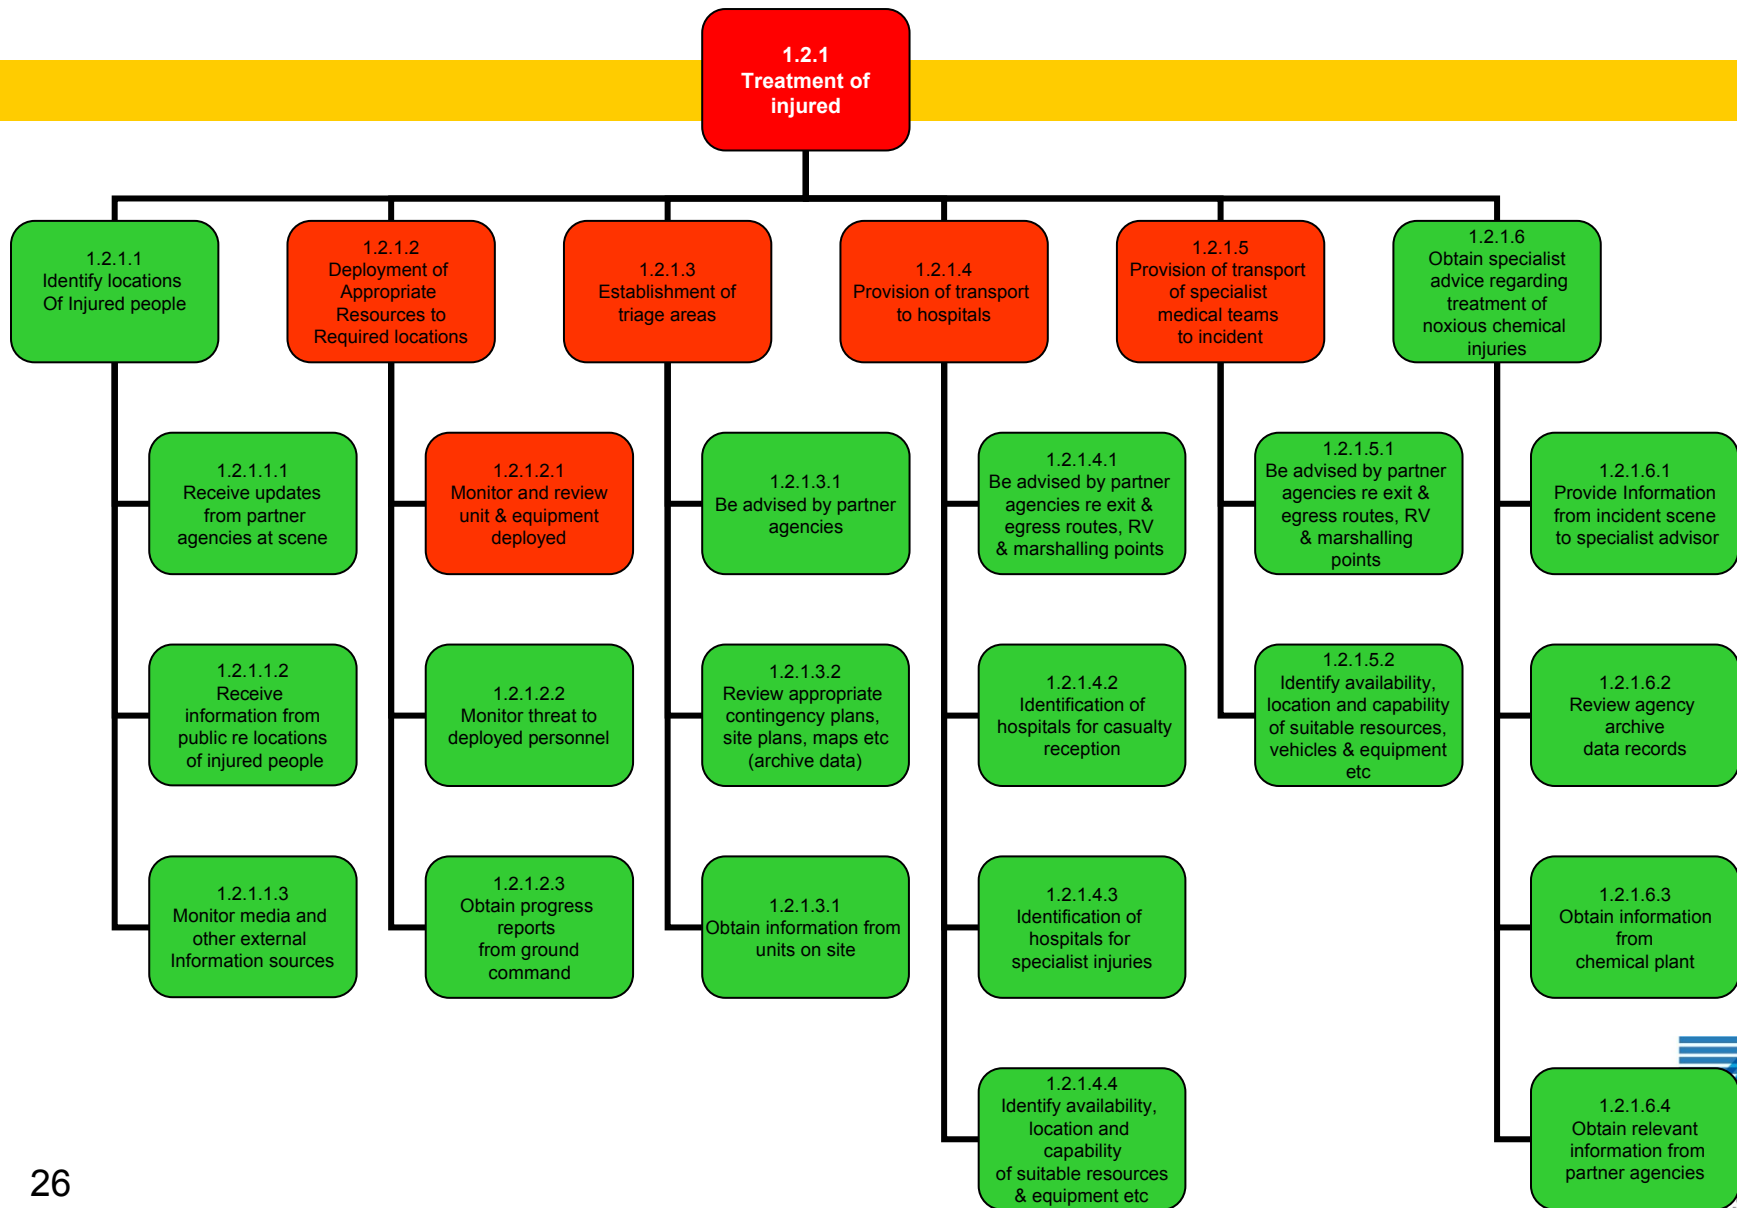 1.2.1
Treatment of
injured
1.2.1.1
Identify locations
Of Injured people
1.2.1.2
Deployment of
Appropriate
Resources to
Required locations
1.2.1.3
Establishment of
triage areas
1.2.1.4
Provision of transport
to hospitals
1.2.1.5
Provision of transport
of specialist
medical teams
to incident
1.2.1.6
Obtain specialist
advice regarding
treatment of
noxious chemical
injuries
1.2.1.1.1
Receive updates
from partner
agencies at scene
1.2.1.2.1
Monitor and review
unit & equipment
deployed
1.2.1.3.1
Be advised by partner
agencies
1.2.1.4.1
Be advised by partner
agencies re exit &
egress routes, RV
& marshalling points
1.2.1.5.1
Be advised by partner
agencies re exit &
egress routes, RV
& marshalling
points
1.2.1.6.1
Provide Information
from incident scene
to specialist advisor
1.2.1.1.2
Receive
information from
public re locations
of injured people
1.2.1.2.2
Monitor threat to
deployed personnel
1.2.1.3.2
Review appropriate
contingency plans,
site plans, maps etc
(archive data)
1.2.1.4.2
Identification of
hospitals for casualty
reception
1.2.1.5.2
Identify availability,
location and capability
of suitable resources,
vehicles & equipment
etc
1.2.1.6.2
Review agency
archive
data records
1.2.1.1.3
Monitor media and
other external
Information sources
1.2.1.2.3
Obtain progress
reports
from ground
command
1.2.1.3.1
Obtain information from
units on site
1.2.1.4.3
Identification of
hospitals for
specialist injuries
1.2.1.6.3
Obtain information
from
chemical plant
1.2.1.4.4
Identify availability,
location and
capability
of suitable resources
& equipment etc
1.2.1.6.4
Obtain relevant
information from
partner agencies
26